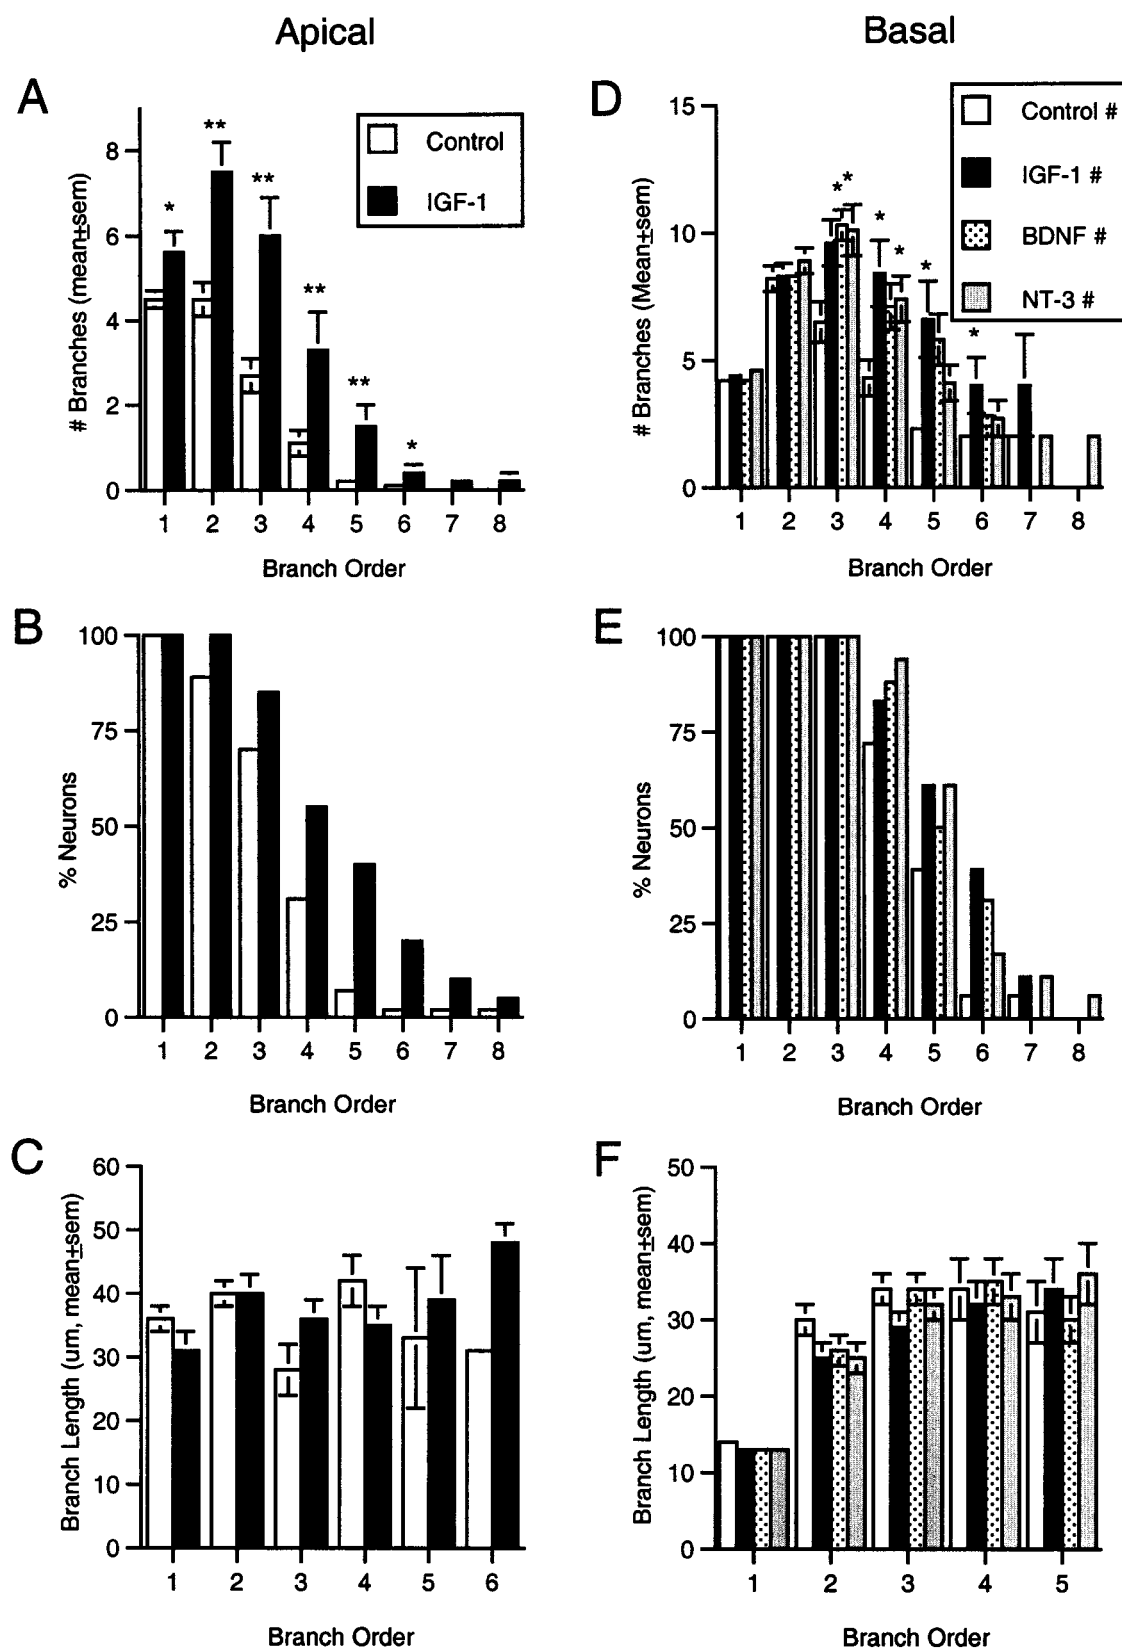 Apical
Basal
A
8
6
4
2
0
# Branches (mean±sem)
* ** ** ** ** *
Control
IGF-1
1 2 3 4 5 6 7 8
Branch Order
D
15
10
5
0
# Branches (Mean±sem)
* * * * * *
Control #
IGF-1 #
BDNF #
NT-3 #
1 2 3 4 5 6 7 8
Branch Order
B
100
75
50
25
0
% Neurons
1 2 3 4 5 6 7 8
Branch Order
E
100
75
50
25
0
% Neurons
1 2 3 4 5 6 7 8
Branch Order
C
60
50
40
30
20
10
0
Branch Length (um, mean±sem)
1 2 3 4 5 6
Branch Order
F
50
40
30
20
10
0
Branch Length (um, mean±sem)
1 2 3 4 5
Branch Order